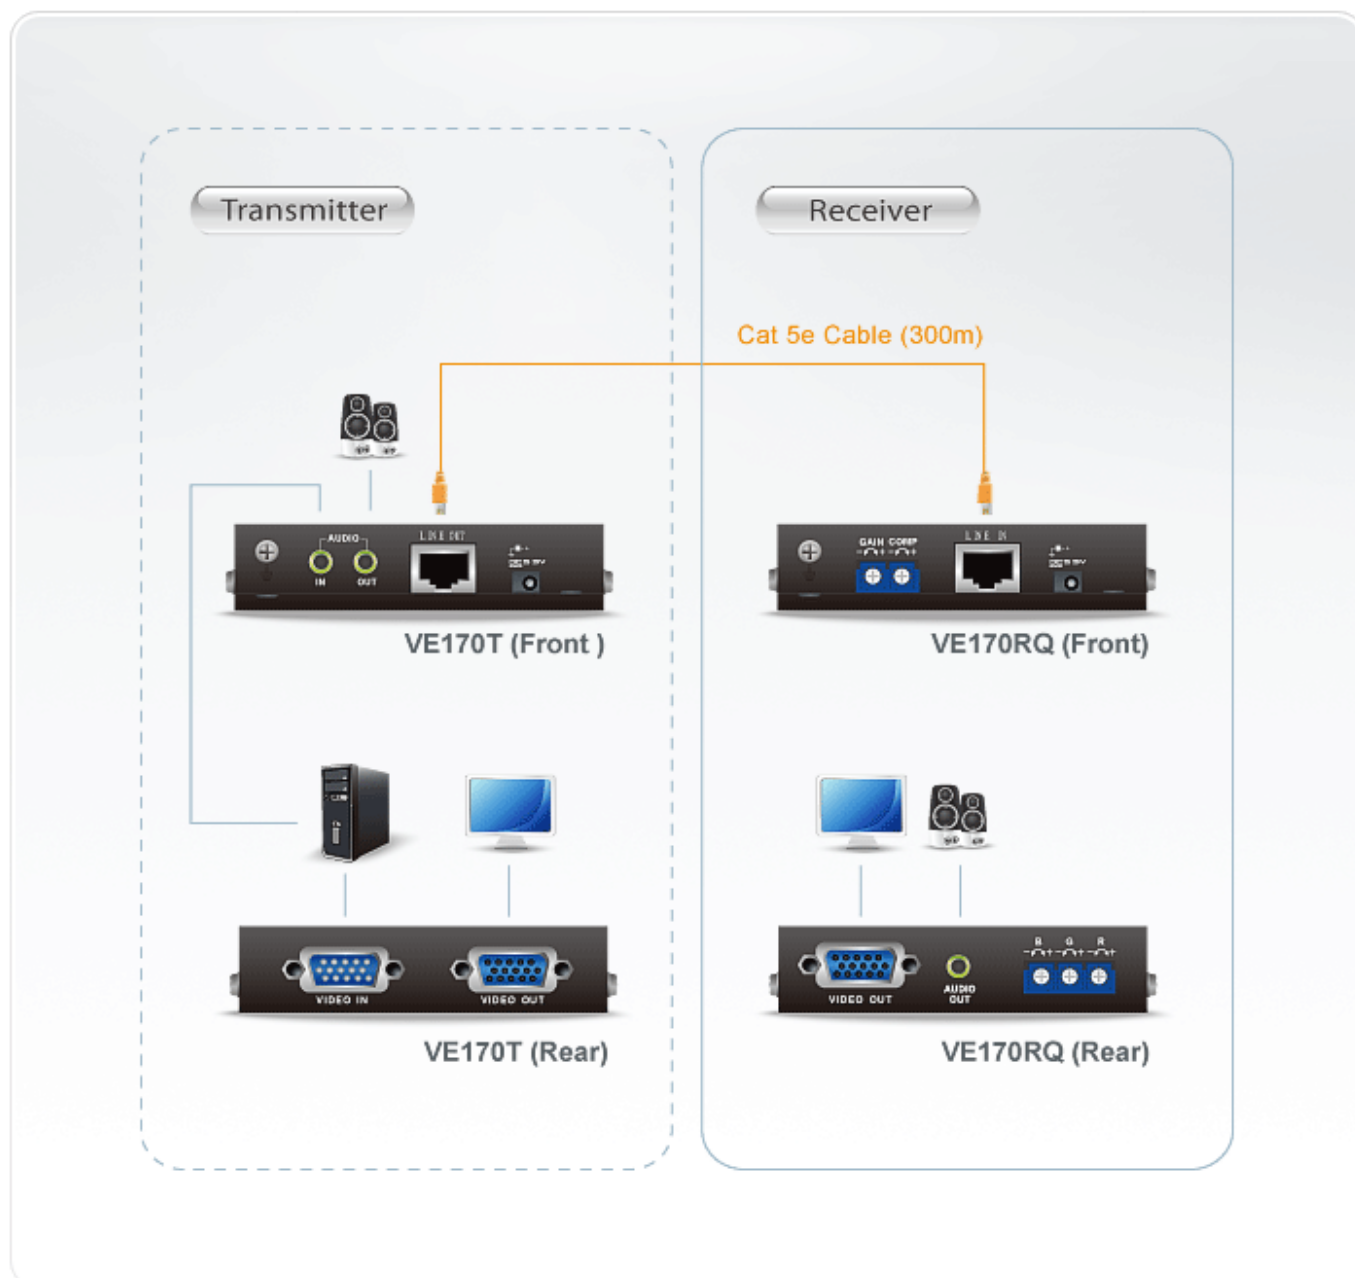 Transmitter
Receiver
Cat 5e Cable (300m)
AUDIO
IN
OUT
LINE OUT
VE170T (Front )
GAIN COMP
- +
- +
LINE IN
VE170RQ (Front)
VIDEO IN
VIDEO OUT
VE170T (Rear)
VIDEO OUT
AUDIO
OUT
B G R
- +
- +
- +
VE170RQ (Rear)